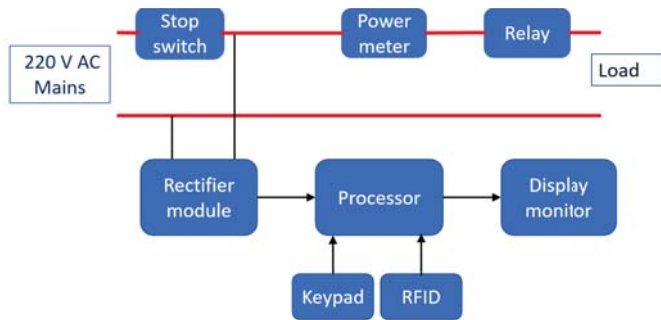 Stop
switch
Power
meter
Relay
220 V AC
Mains
Load
Rectifier
module
Processor
Display
monitor
Keypad
RFID